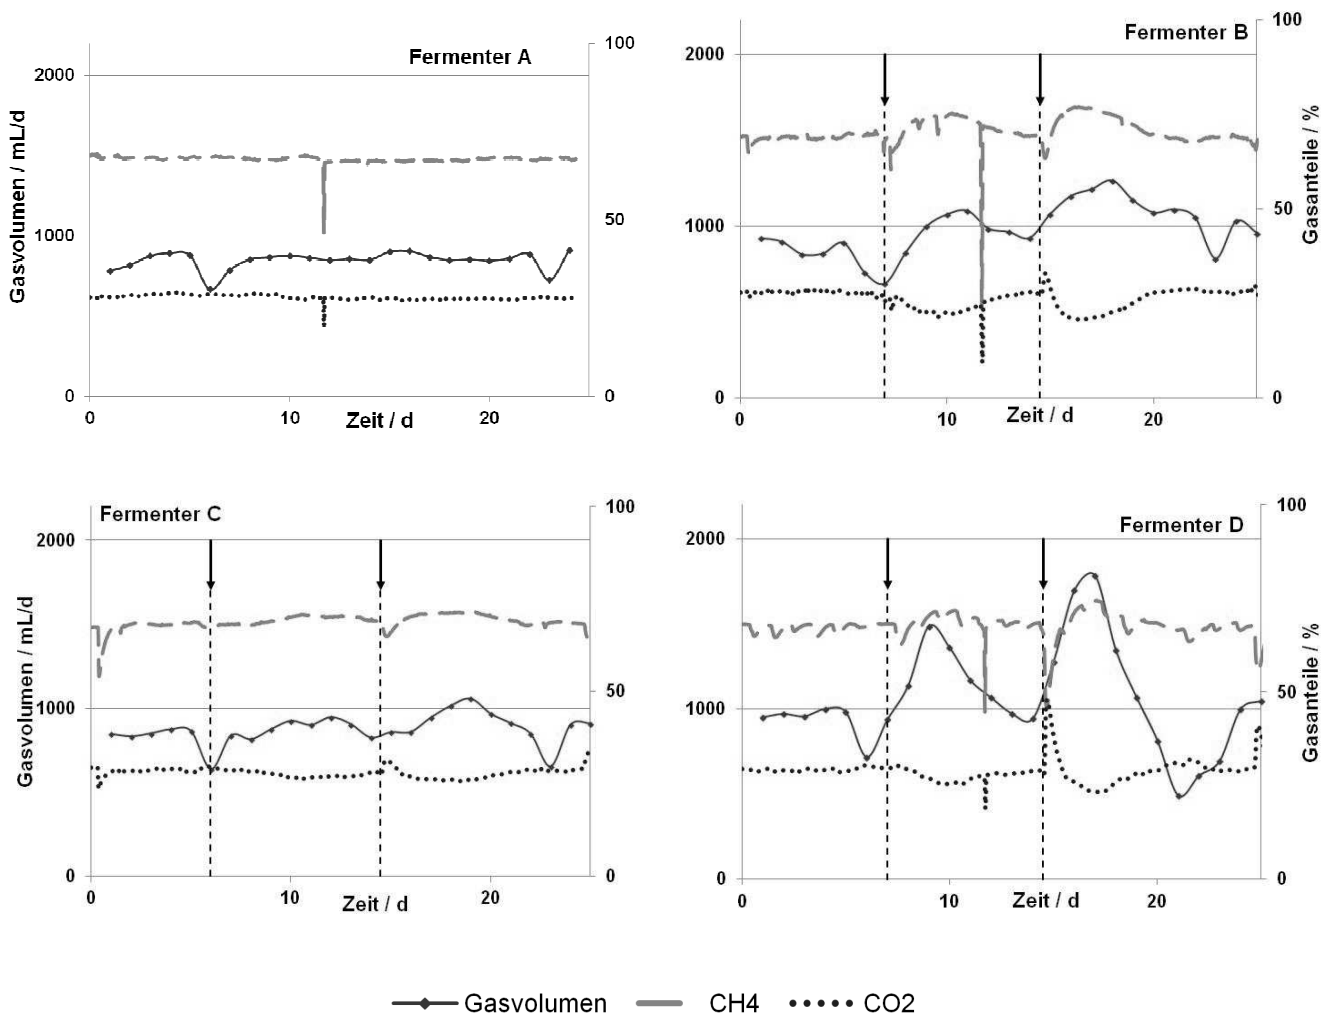 Fermenter A
Gasvolumen / mL/d
2000
1000
0
100
50
0
0
10
20
Zeit / d
Fermenter B
2000
1000
0
100
50
0
Gasanteile / %
0
10
20
Zeit / d
Fermenter C
Gasvolumen / mL/d
2000
1000
0
100
50
0
0
10
20
Zeit / d
Fermenter D
2000
1000
0
100
50
0
Gasanteile / %
0
10
20
Zeit / d
Gasvolumen CH4 CO2